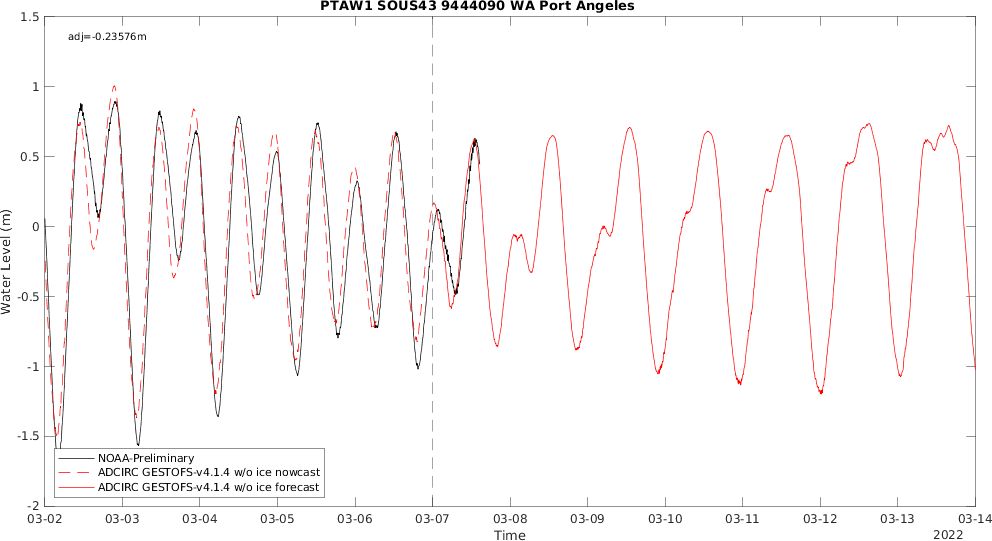 PTAW1 SOUS43 9444090 WA Port Angeles
adj=-0.23576m
1.5
1
0.5
0
-0.5
-1
-1.5
-2
Water Level (m)
NOAA-Preliminary
ADCIRC GESTOFS-v4.1.4 w/o ice nowcast
ADCIRC GESTOFS-v4.1.4 w/o ice forecast
03-02 03-03 03-04 03-05 03-06 03-07 03-08 03-09 03-10 03-11 03-12 03-13 03-14
Time
2022